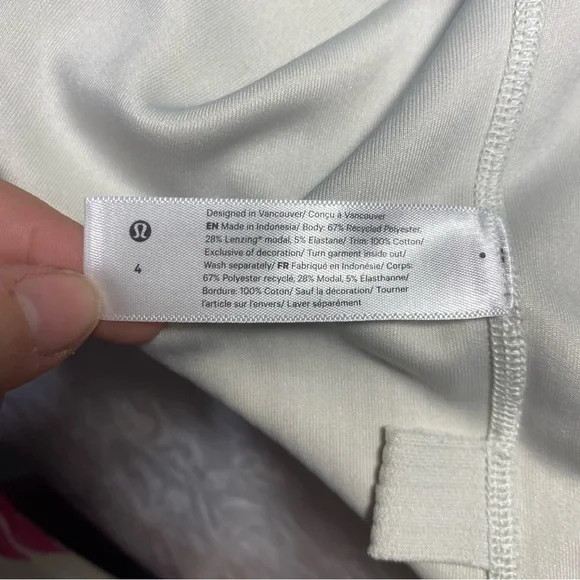 Designed in Vancouver/ Conçu à Vancouver
EN Made in Indonesia/ Body: 67% Recycled Polyester,
28% Lenzing® modal, 5% Elastane/ Trim: 100% Cotton/
Exclusive of decoration/ Turn garment inside out/
Wash separately/ FR Fabriqué en Indonésie/ Corps:
67% Polyester recyclé, 28% Modal, 5% Élasthanne/
Bordure: 100% Coton/ Sauf la décoration/ Tourner
l'article sur l'envers/ Laver séparément
4